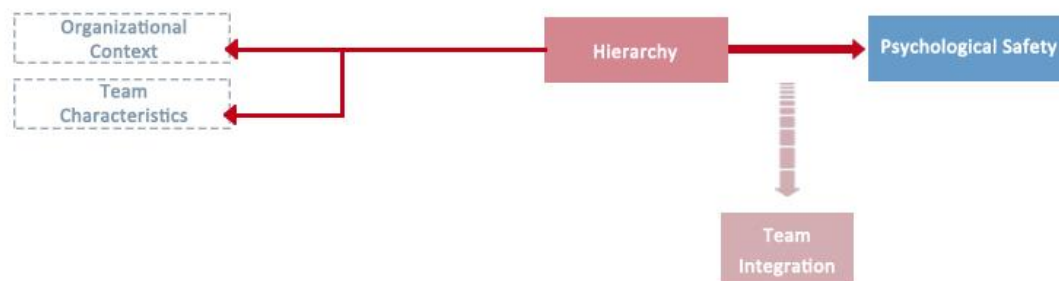 Organizational
Context
Hierarchy
Psychological Safety
Team
Characteristics
Team
Integration